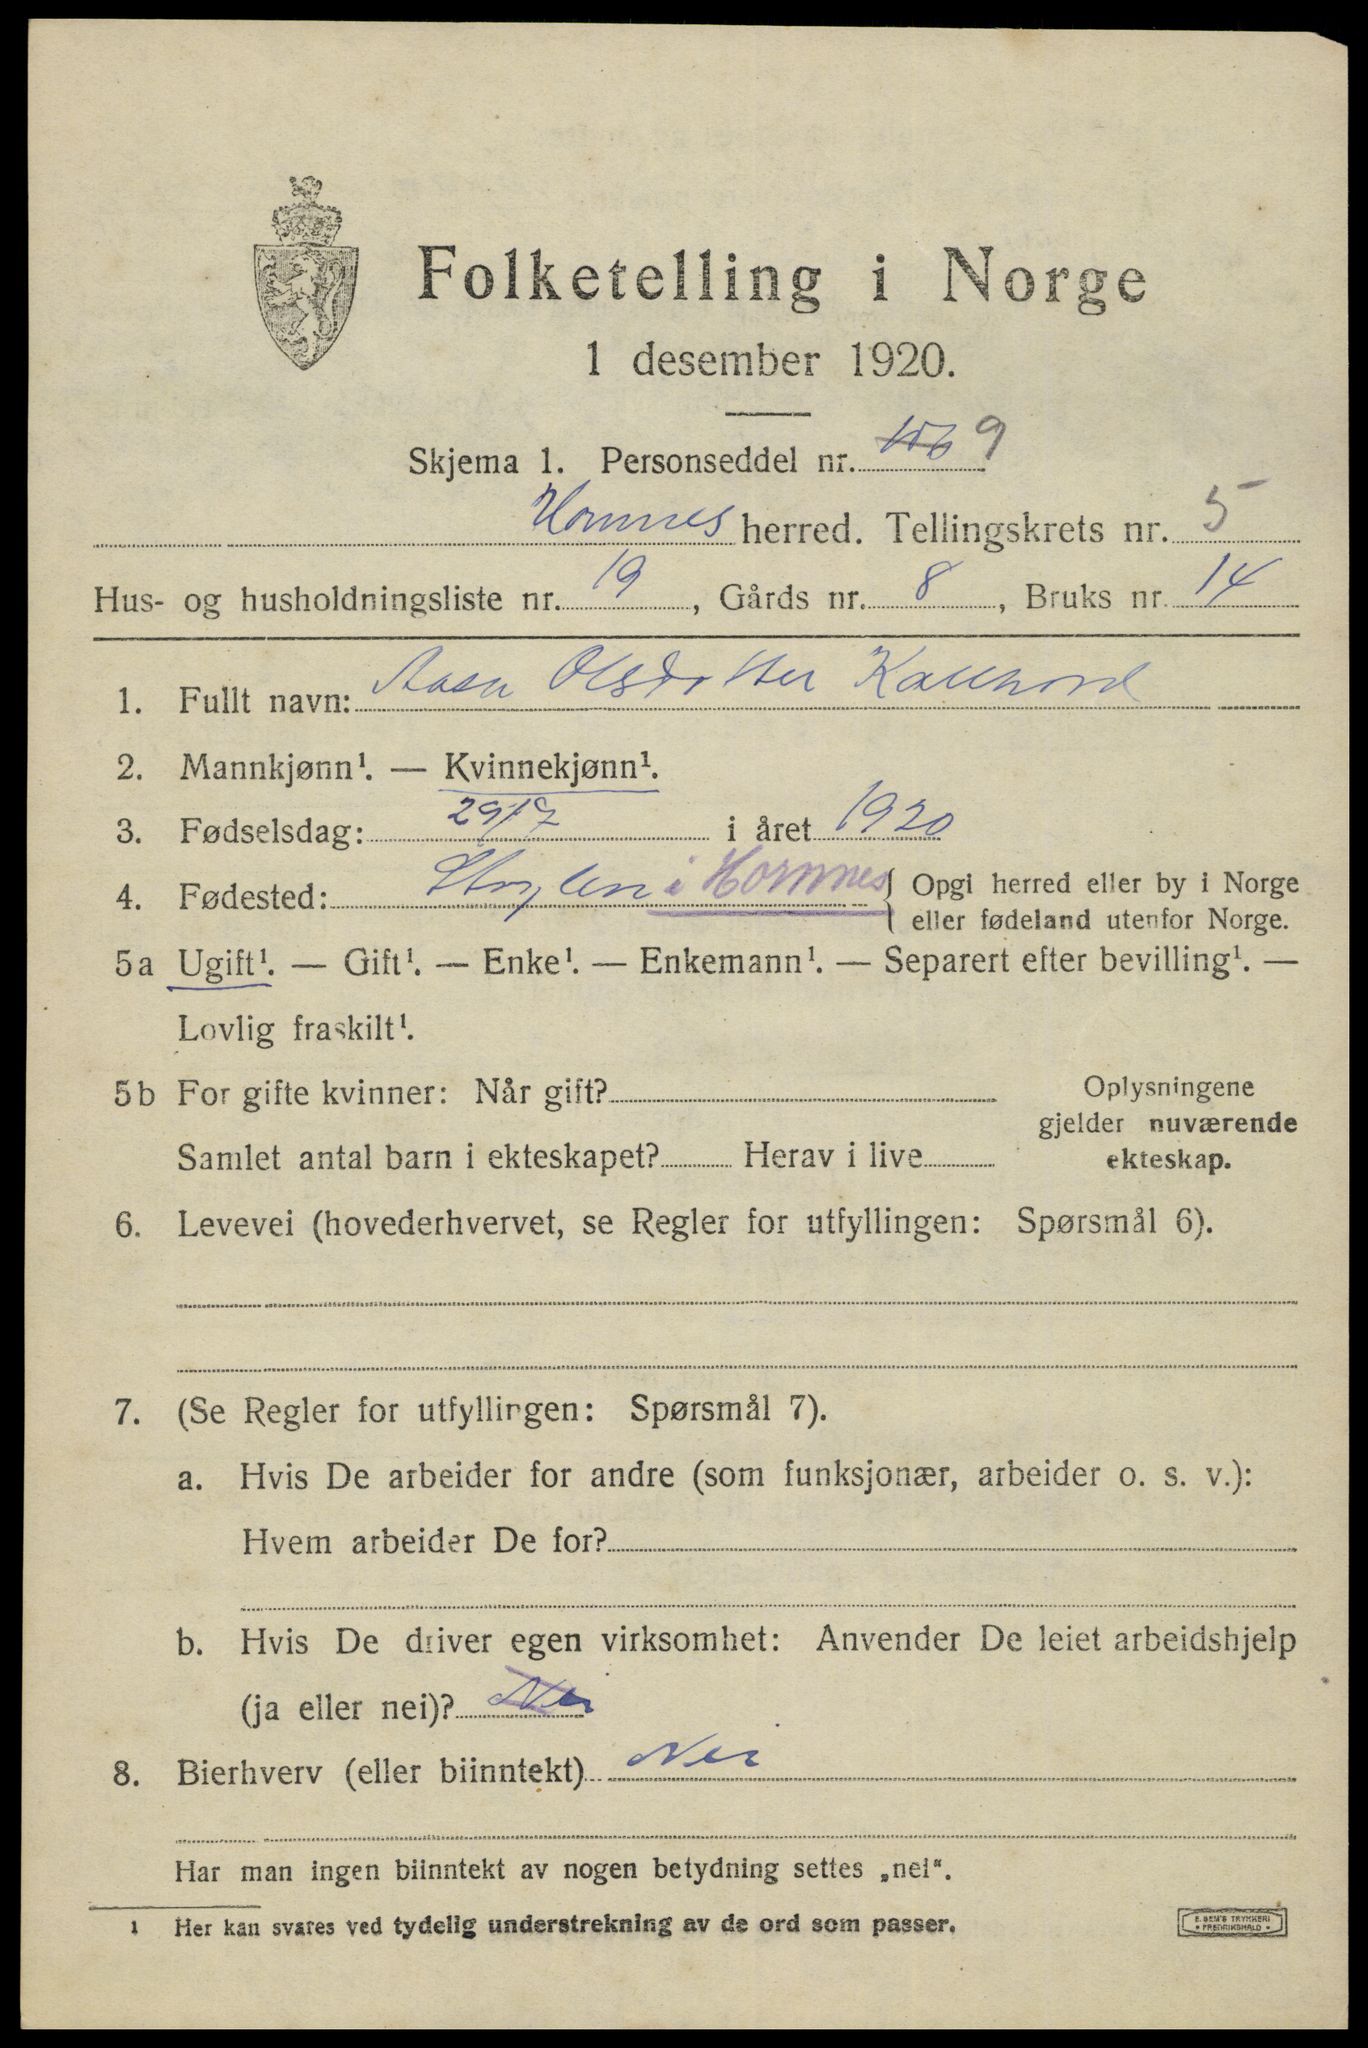 Folketelling i Norge
1 desember 1920.
Skjema 1. Personseddel nr. 9
Hornnes herred. Tellingskrets nr. 5
Hus- og husholdningsliste nr. 19, Gårds nr. 8, Bruks nr. 14
1. Fullt navn: Aasa Olsdotter
2. Mannkjønn¹. — Kvinnekjønn¹.
3. Fødselsdag: 29/7 i året 1920
4. Fødested: i Hornnes { Opgi herred eller by i Norge
eller fødeland utenfor Norge.
5a Ugift¹. — Gift¹. — Enke¹. — Enkemann¹. — Separert efter bevilling¹. —
Lovlig fraskilt¹.
5b For gifte kvinner: Når gift? Oplysningene
gjelder nuværende
Samlet antal barn i ekteskapet? Herav i live ekteskap.
6. Levevei (hovederhvervet, se Regler for utfyllingen: Spørsmål 6).
7. (Se Regler for utfyllingen: Spørsmål 7).
a. Hvis De arbeider for andre (som funksjonær, arbeider o. s. v.):
Hvem arbeider De for?
b. Hvis De driver egen virksomhet: Anvender De leiet arbeidshjelp
(ja eller nei)? Nei
8. Bierhverv (eller biinntekt) Nei
Har man ingen biinntekt av nogen betydning settes „nei“.
1 Her kan svares ved tydelig understrekning av de ord som passer.
E. SEM'S TRYKKERI
• FREDRIKSHALD •